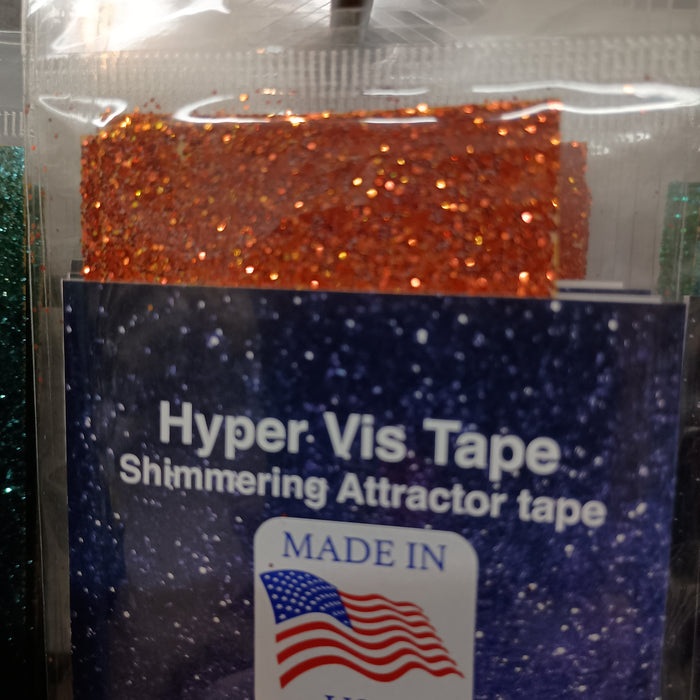 Hyper Vis Tape
Shimmering Attractor tape
MADE IN